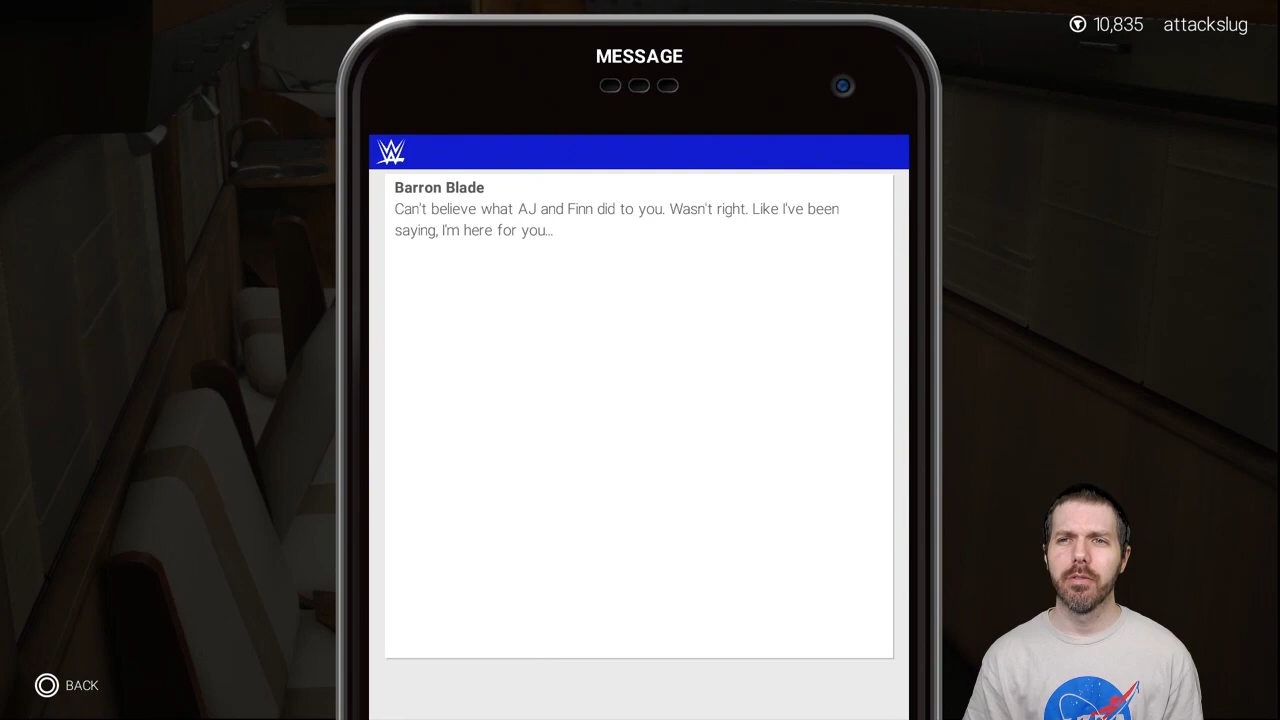 10,835 attackslug
MESSAGE
Barron Blade
Can't believe what AJ and Finn did to you. Wasn't right. Like I've been
saying, I'm here for you...
BACK